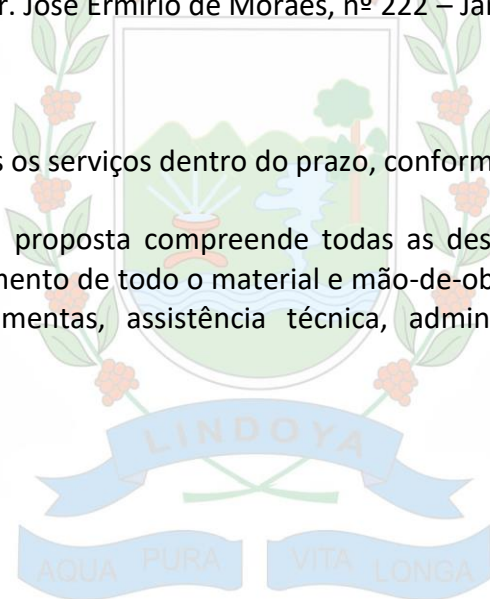 r. José Ermírio de Moraes, nº 222 – Jar
s os serviços dentro do prazo, conform
proposta compreende todas as des
mento de todo o material e mão-de-ob
mentas, assistência técnica, admin
LINDOYA
AQUA PURA VITA LONGA